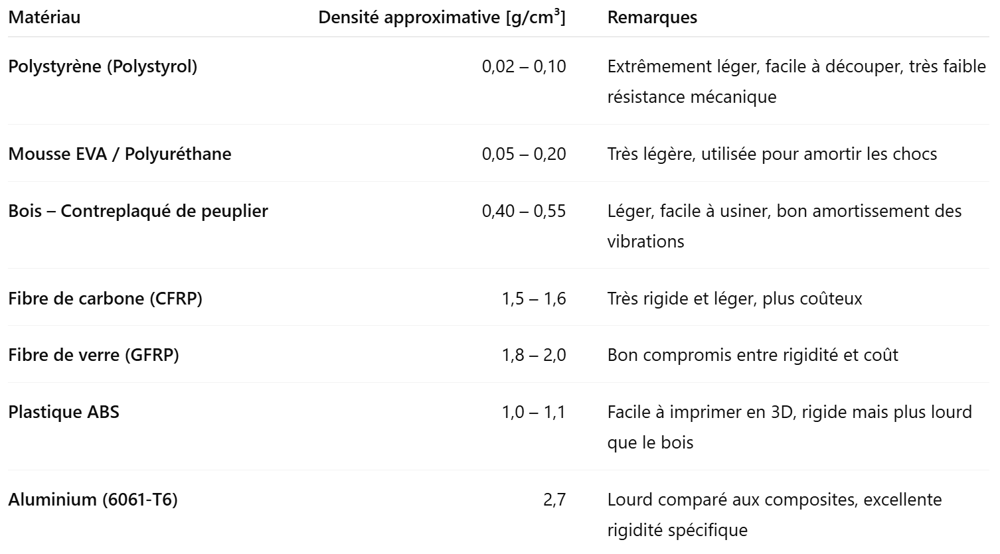 Matériau Densité approximative [g/cm³] Remarques
Polystyrène (Polystyrol) 0,02 – 0,10 Extrêmement léger, facile à découper, très faible
résistance mécanique
Mousse EVA / Polyuréthane 0,05 – 0,20 Très légère, utilisée pour amortir les chocs
Bois – Contreplaqué de peuplier 0,40 – 0,55 Léger, facile à usiner, bon amortissement des
vibrations
Fibre de carbone (CFRP) 1,5 – 1,6 Très rigide et léger, plus coûteux
Fibre de verre (GFRP) 1,8 – 2,0 Bon compromis entre rigidité et coût
Plastique ABS 1,0 – 1,1 Facile à imprimer en 3D, rigide mais plus lourd
que le bois
Aluminium (6061-T6) 2,7 Lourd comparé aux composites, excellente
rigidité spécifique